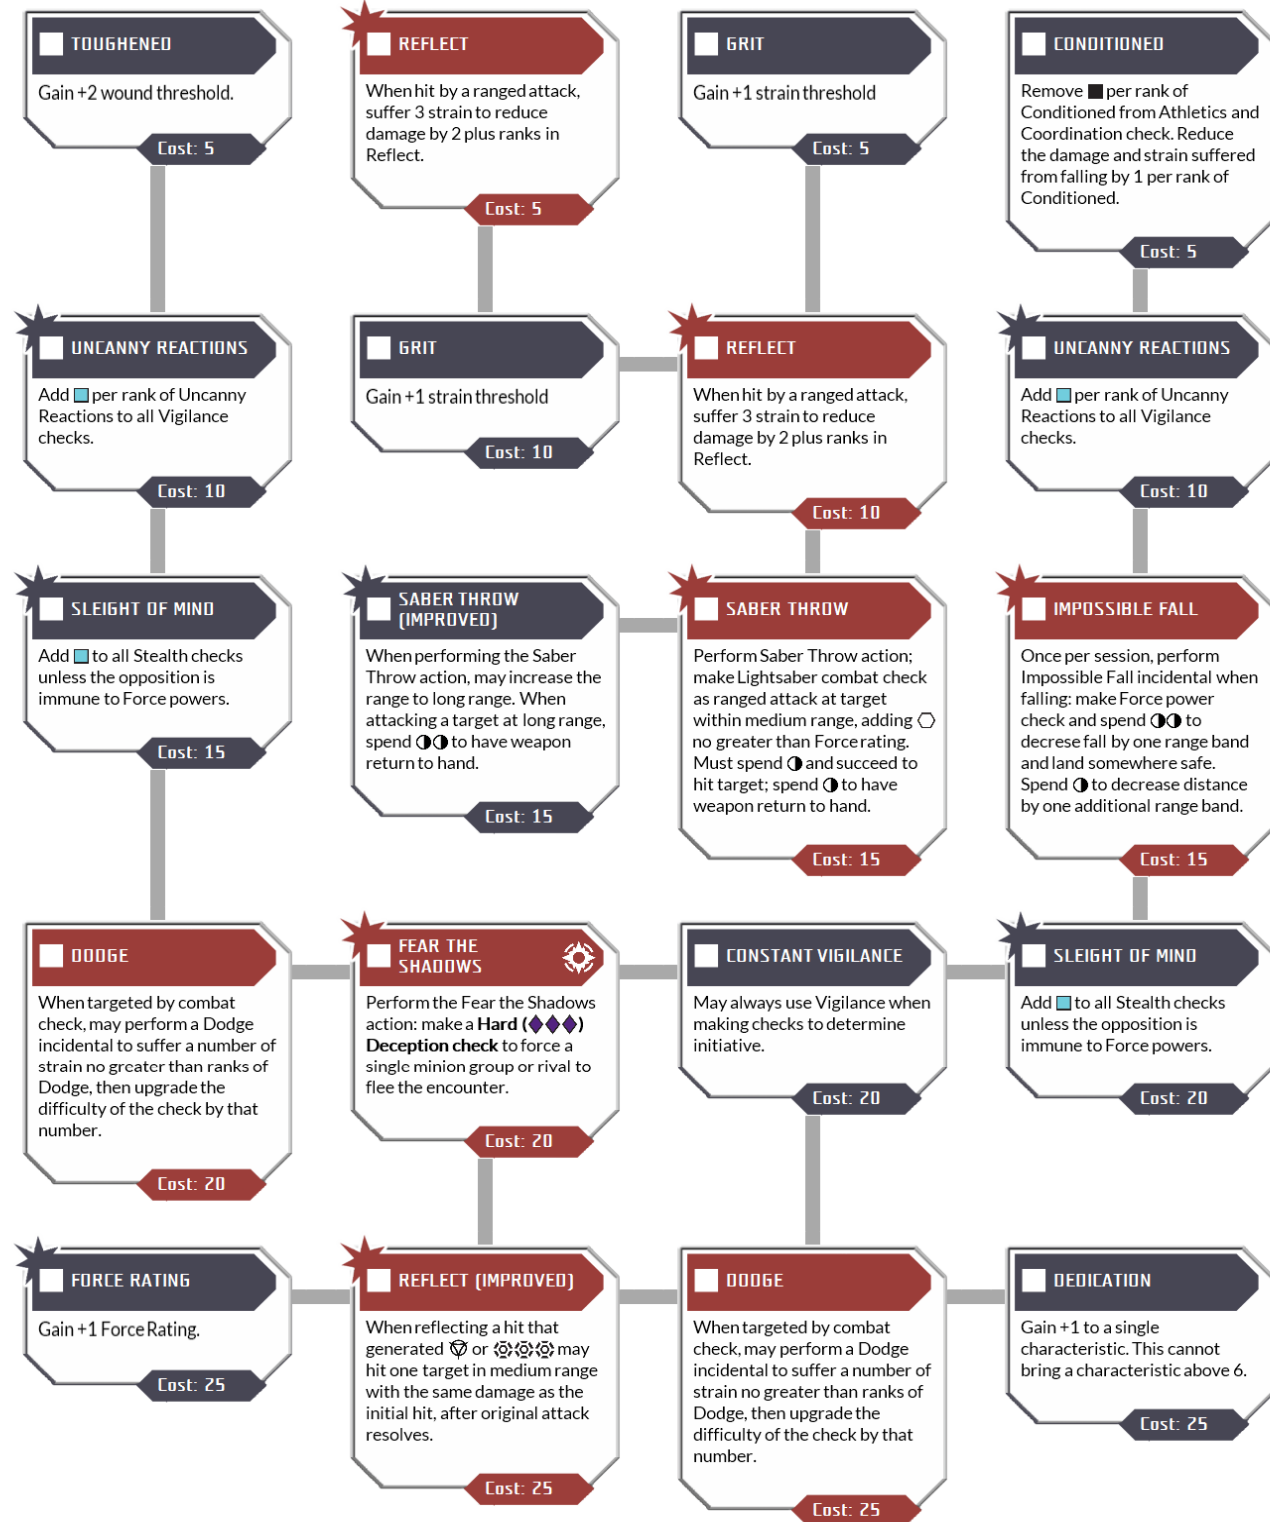 TOUGHENED
Gain +2 wound threshold.
Cost: 5
REFLECT
When hit by a ranged attack,
suffer 3 strain to reduce
damage by 2 plus ranks in
Reflect.
Cost: 5
GRIT
Gain +1 strain threshold
Cost: 5
CONDITIONED
Remove per rank of
Conditioned from Athletics and
Coordination check. Reduce
the damage and strain suffered
from falling by 1 per rank of
Conditioned.
Cost: 5
UNCANNY REACTIONS
Add per rank of Uncanny
Reactions to all Vigilance
checks.
Cost: 10
GRIT
Gain +1 strain threshold
Cost: 10
REFLECT
When hit by a ranged attack,
suffer 3 strain to reduce
damage by 2 plus ranks in
Reflect.
Cost: 10
UNCANNY REACTIONS
Add per rank of Uncanny
Reactions to all Vigilance
checks.
Cost: 10
SLEIGHT OF MIND
Add to all Stealth checks
unless the opposition is
immune to Force powers.
Cost: 15
SABER THROW
(IMPROVED)
When performing the Saber
Throw action, may increase the
range to long range. When
attacking a target at long range,
spend to have weapon
return to hand.
Cost: 15
SABER THROW
Perform Saber Throw action;
make Lightsaber combat check
as ranged attack at target
within medium range, adding
no greater than Force rating.
Must spend and succeed to
hit target; spend to have
weapon return to hand.
Cost: 15
IMPOSSIBLE FALL
Once per session, perform
Impossible Fall incidental when
falling: make Force power
check and spend to
decrese fall by one range band
and land somewhere safe.
Spend to decrease distance
by one additional range band.
Cost: 15
DODGE
When targeted by combat
check, may perform a Dodge
incidental to suffer a number of
strain no greater than ranks of
Dodge, then upgrade the
difficulty of the check by that
number.
Cost: 20
FEAR THE
SHADOWS
Perform the Fear the Shadows
action: make a Hard ( )
Deception check to force a
single minion group or rival to
flee the encounter.
Cost: 20
CONSTANT VIGILANCE
May always use Vigilance when
making checks to determine
initiative.
Cost: 20
SLEIGHT OF MIND
Add to all Stealth checks
unless the opposition is
immune to Force powers.
Cost: 20
FORCE RATING
Gain +1 Force Rating.
Cost: 25
REFLECT (IMPROVED)
When reflecting a hit that
generated or may
hit one target in medium range
with the same damage as the
initial hit, after original attack
resolves.
Cost: 25
DODGE
When targeted by combat
check, may perform a Dodge
incidental to suffer a number of
strain no greater than ranks of
Dodge, then upgrade the
difficulty of the check by that
number.
Cost: 25
DEDICATION
Gain +1 to a single
characteristic. This cannot
bring a characteristic above 6.
Cost: 25